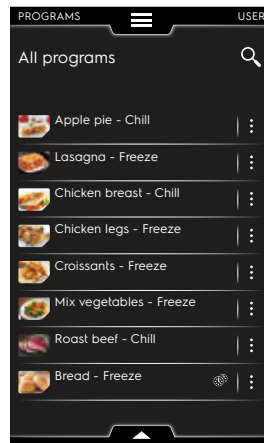 PROGRAMS USER
All programs
Apple pie - Chill
Lasagna - Freeze
Chicken breast - Chill
Chicken legs - Freeze
Croissants - Freeze
Mix vegetables - Freeze
Roast beef - Chill
Bread - Freeze